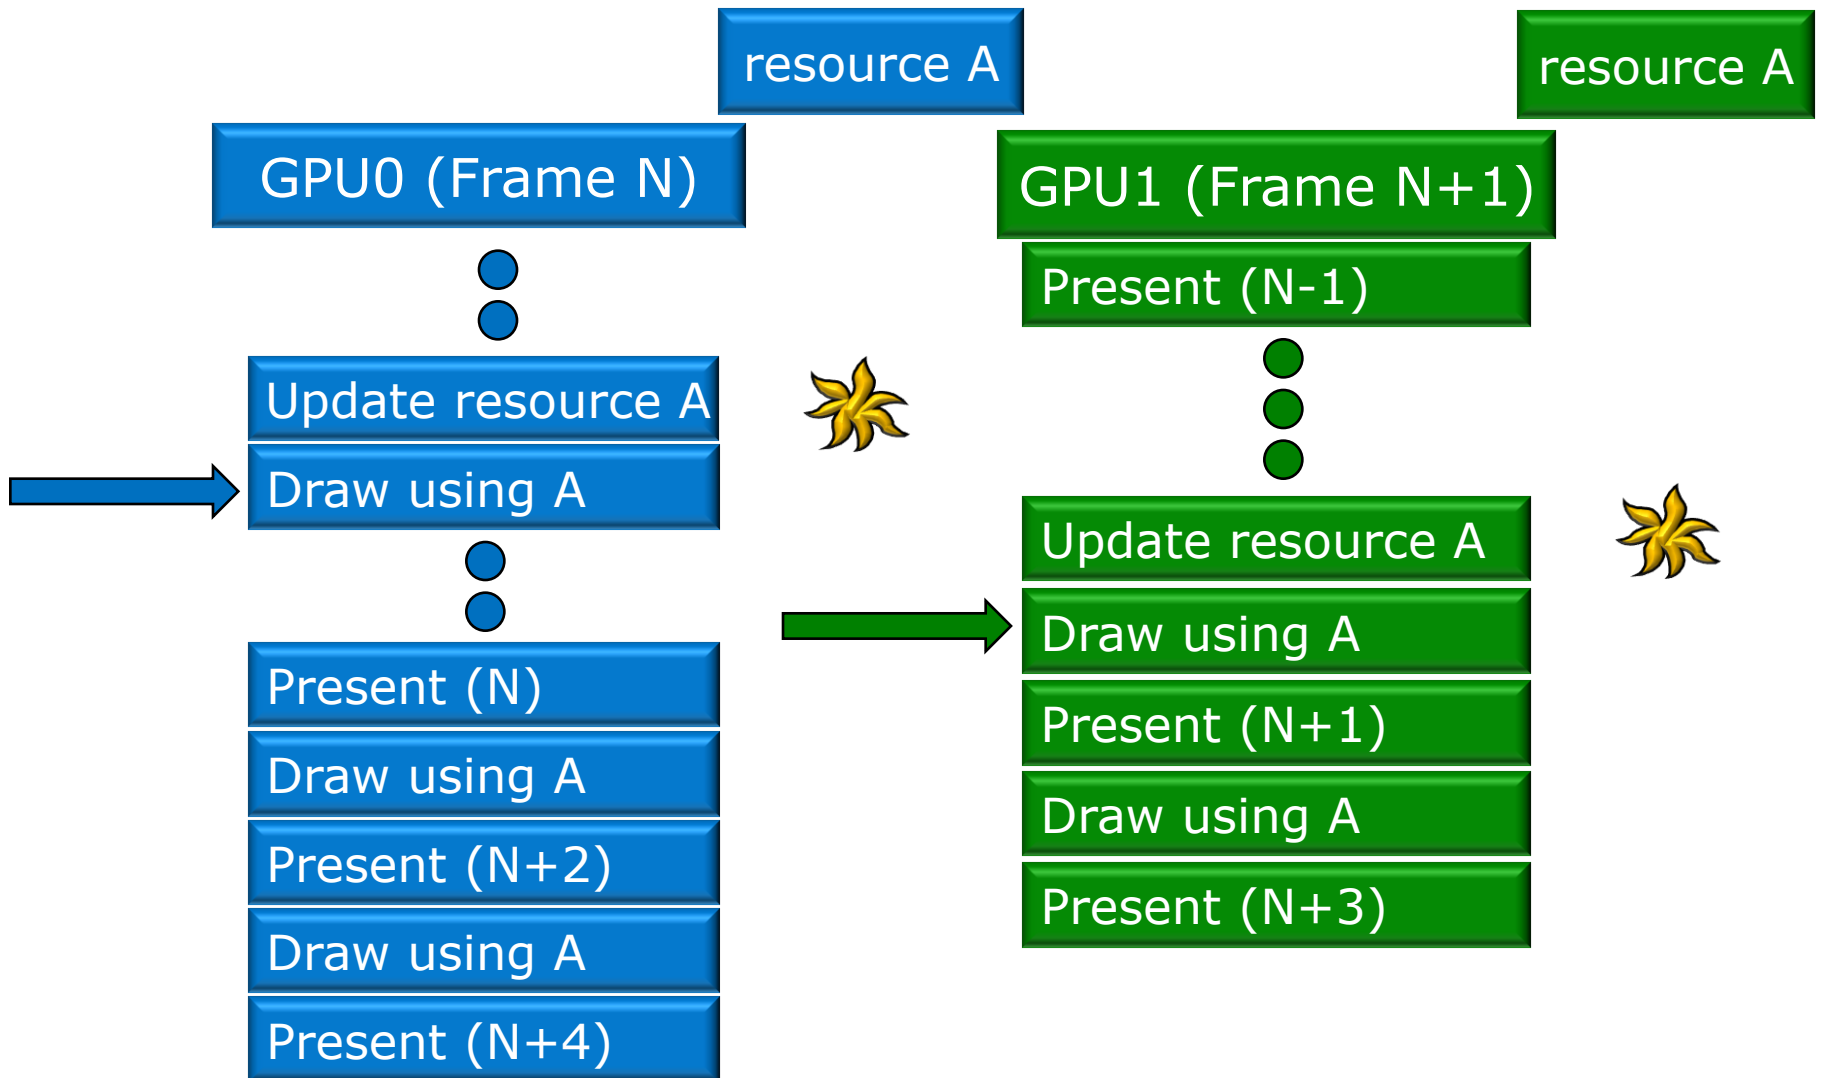 resource A
GPU0 (Frame N)
Update resource A
Draw using A
Present (N)
Draw using A
Present (N+2)
Draw using A
Present (N+4)
resource A
GPU1 (Frame N+1)
Present (N-1)
Update resource A
Draw using A
Present (N+1)
Draw using A
Present (N+3)